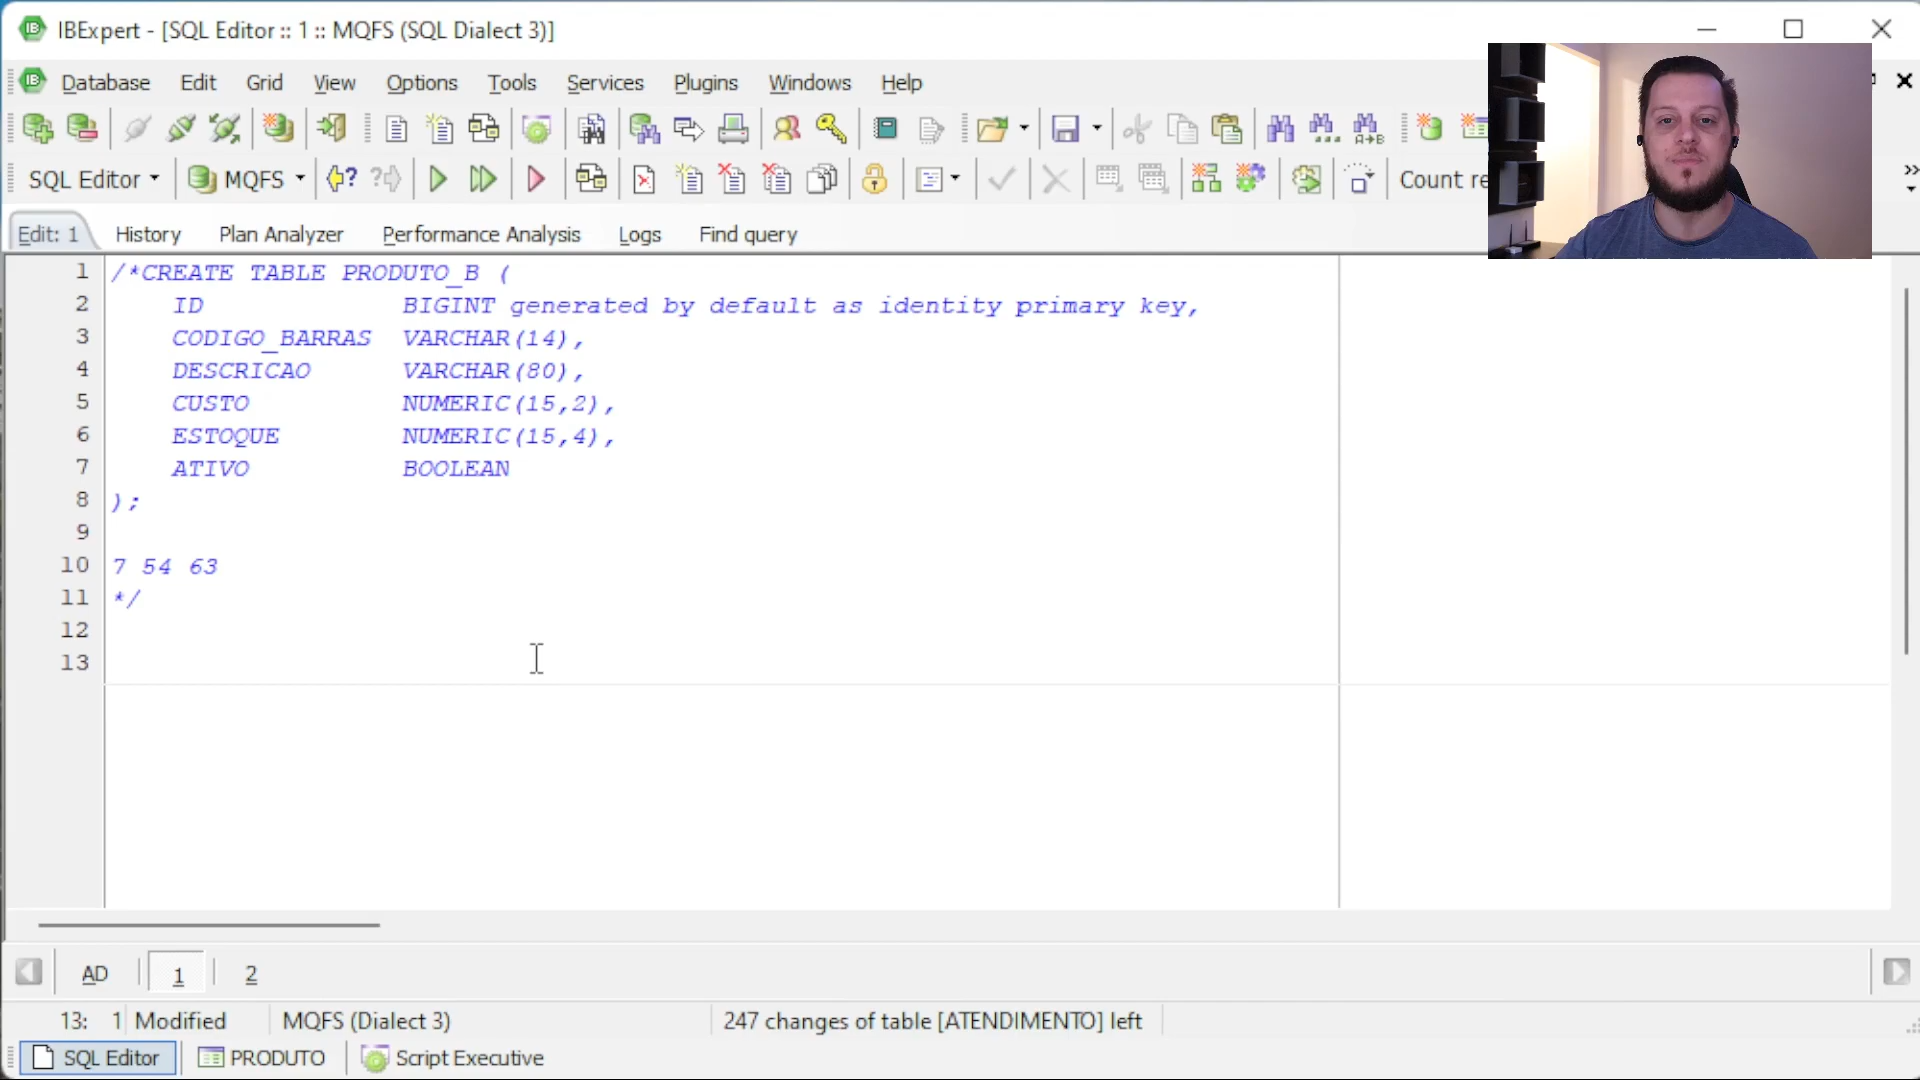 IBExpert - [SQL Editor :: 1 :: MQFS (SQL Dialect 3)]
Database Edit Grid View Options Tools Services Plugins Windows Help
SQL Editor MQFS Count re
Edit: 1 History Plan Analyzer Performance Analysis Logs Find query
1 /*CREATE TABLE PRODUTO_B (
2 ID BIGINT generated by default as identity primary key,
3 CODIGO_BARRAS VARCHAR(14),
4 DESCRICAO VARCHAR(80),
5 CUSTO NUMERIC(15,2),
6 ESTOQUE NUMERIC(15,4),
7 ATIVO BOOLEAN
8 );
9
10 7 54 63
11 */
12
13
AD 1 2
13: 1 Modified MQFS (Dialect 3) 247 changes of table [ATENDIMENTO] left
SQL Editor PRODUTO Script Executive